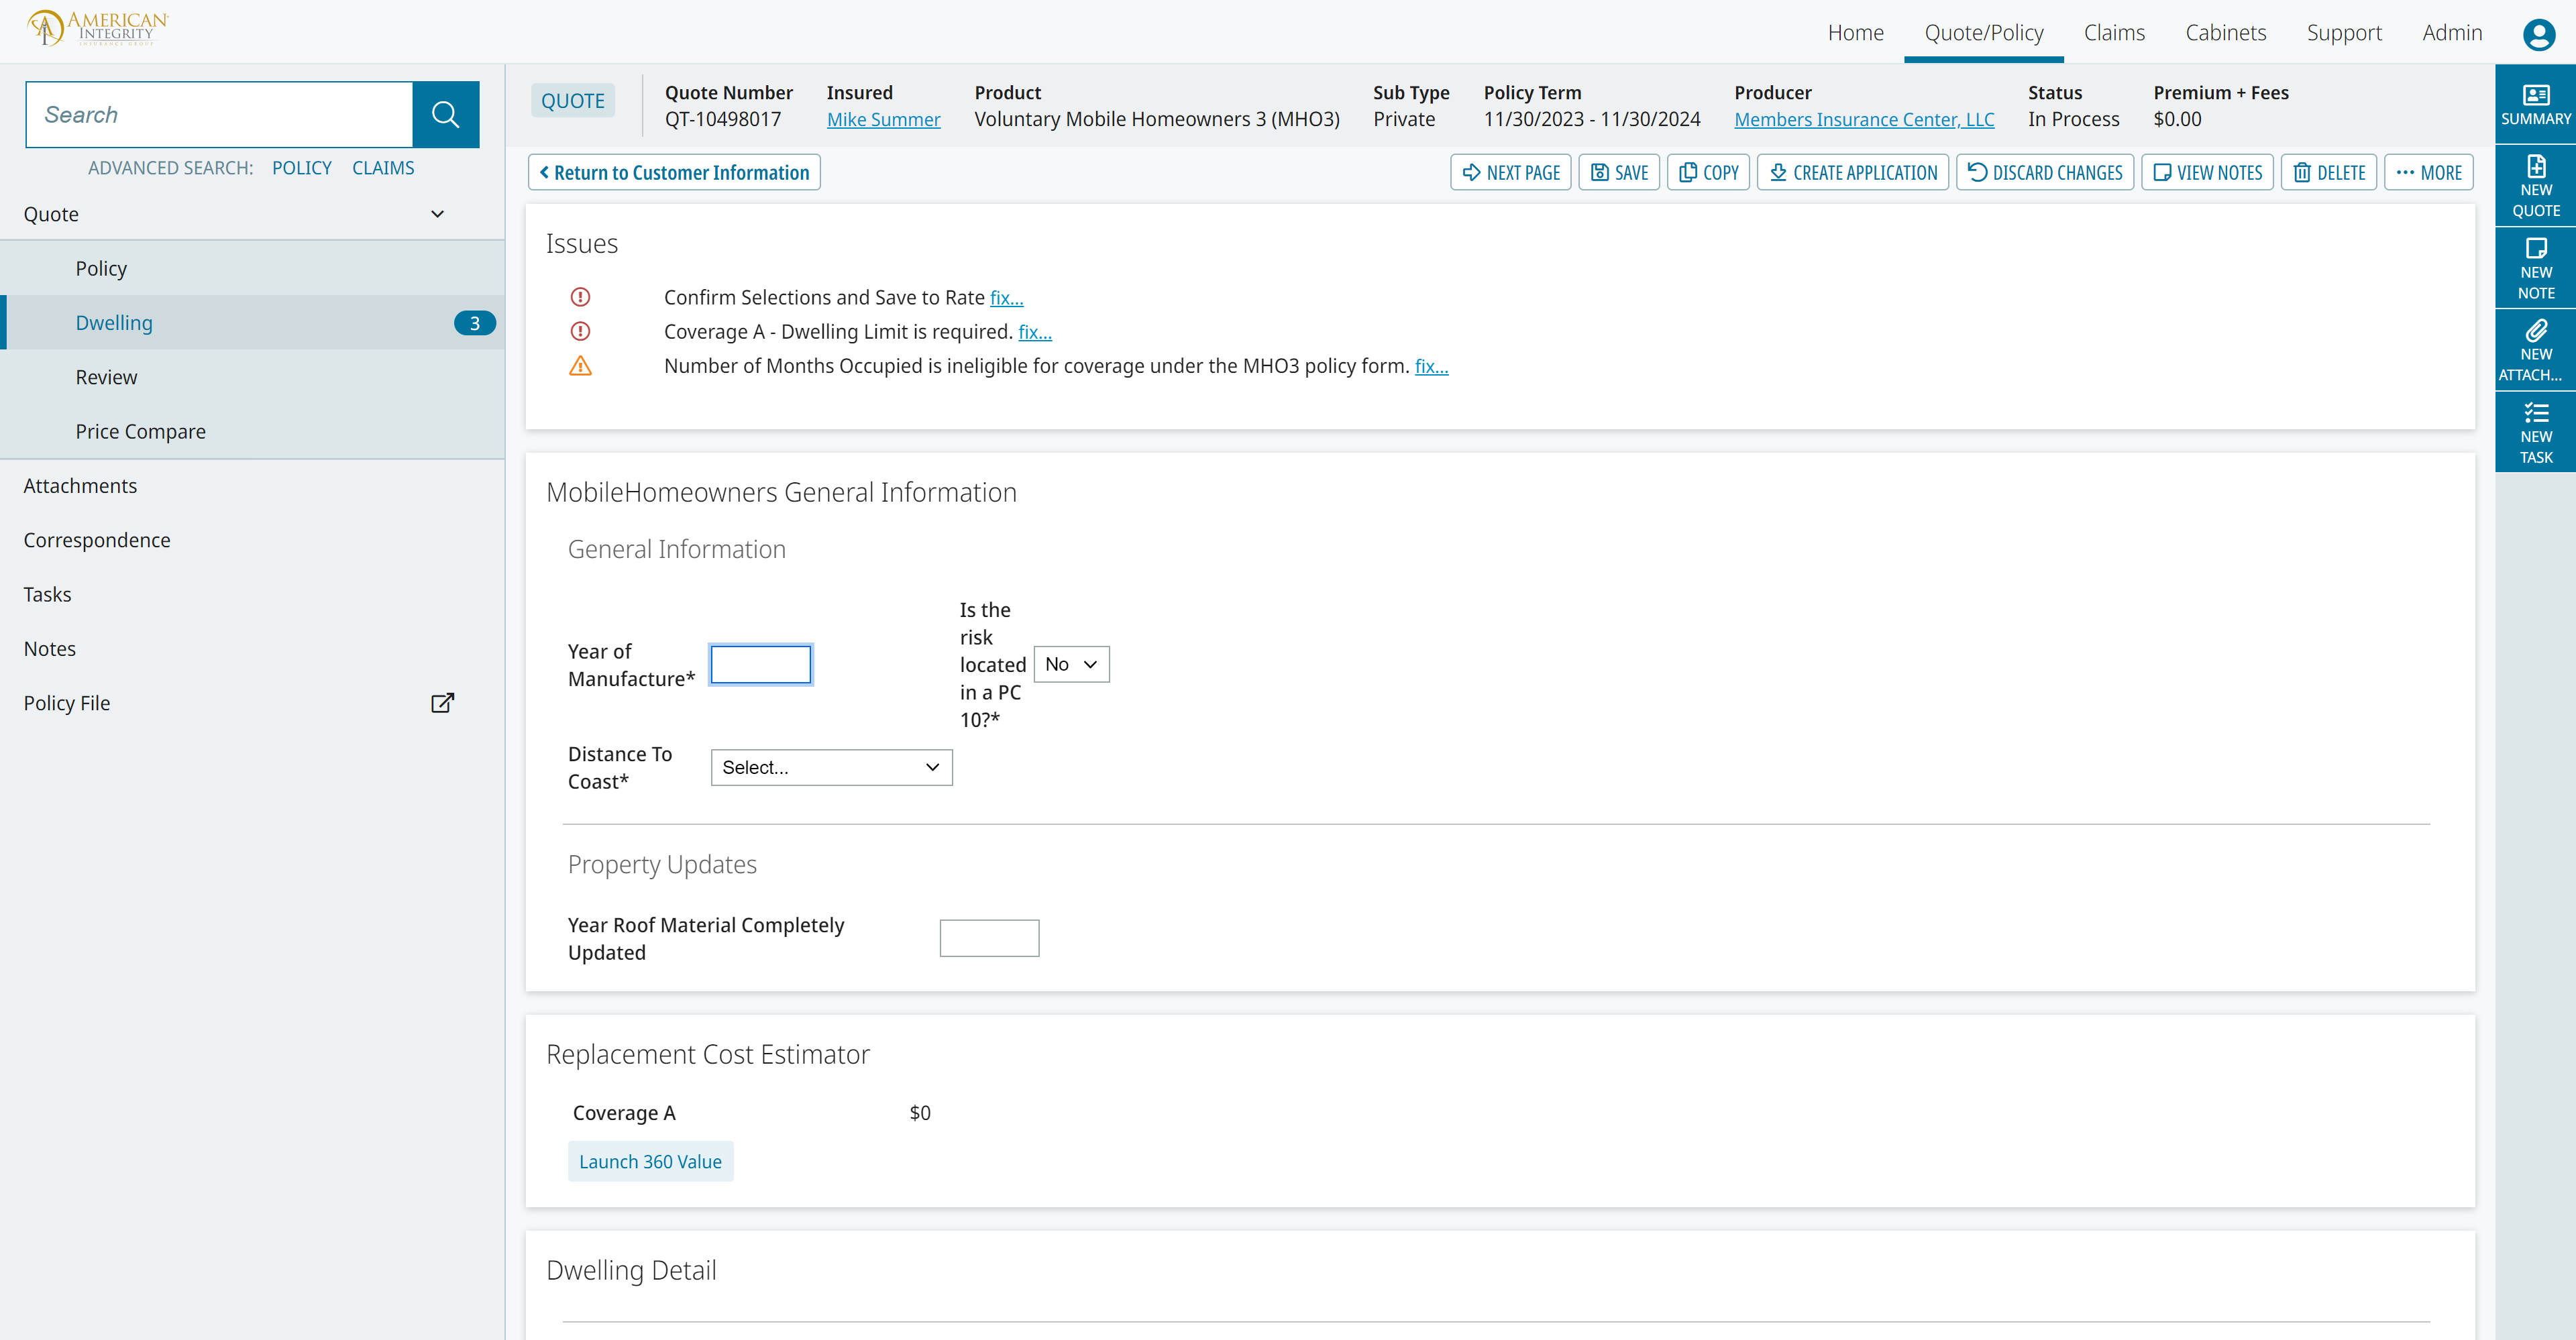 AMERICAN
INTEGRITY
INSURANCE GROUP
Home
Quote/Policy
Claims
Cabinets
Support
Admin
Search
ADVANCED SEARCH: POLICY CLAIMS
Quote
Policy
Dwelling 3
Review
Price Compare
Attachments
Correspondence
Tasks
Notes
Policy File
QUOTE
Quote Number
QT-10498017
Insured
Mike Summer
Product
Voluntary Mobile Homeowners 3 (MHO3)
Sub Type
Private
Policy Term
11/30/2023 - 11/30/2024
Producer
Members Insurance Center, LLC
Status
In Process
Premium + Fees
$0.00
Return to Customer Information
NEXT PAGE
SAVE
COPY
CREATE APPLICATION
DISCARD CHANGES
VIEW NOTES
DELETE
MORE
Issues
Confirm Selections and Save to Rate fix...
Coverage A - Dwelling Limit is required. fix...
Number of Months Occupied is ineligible for coverage under the MHO3 policy form. fix...
MobileHomeowners General Information
General Information
Year of
Manufacture*
Is the
risk
located
in a PC
10?*
No
Distance To
Coast*
Select...
Property Updates
Year Roof Material Completely
Updated
Replacement Cost Estimator
Coverage A $0
Launch 360 Value
Dwelling Detail
SUMMARY
NEW
QUOTE
NEW
NOTE
NEW
ATTACH...
NEW
TASK